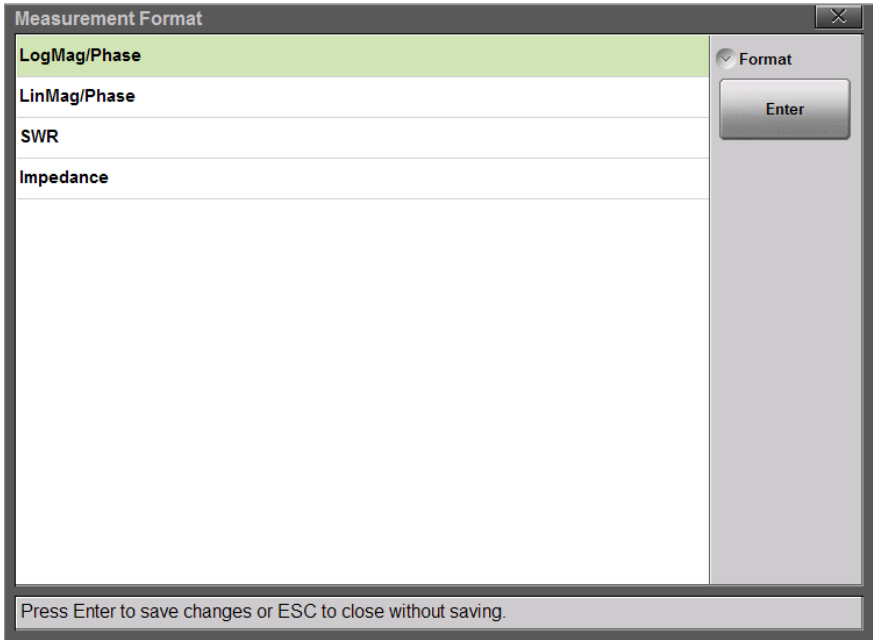 Measurement Format
LogMag/Phase
LinMag/Phase
SWR
Impedance
Format
Enter
Press Enter to save changes or ESC to close without saving.